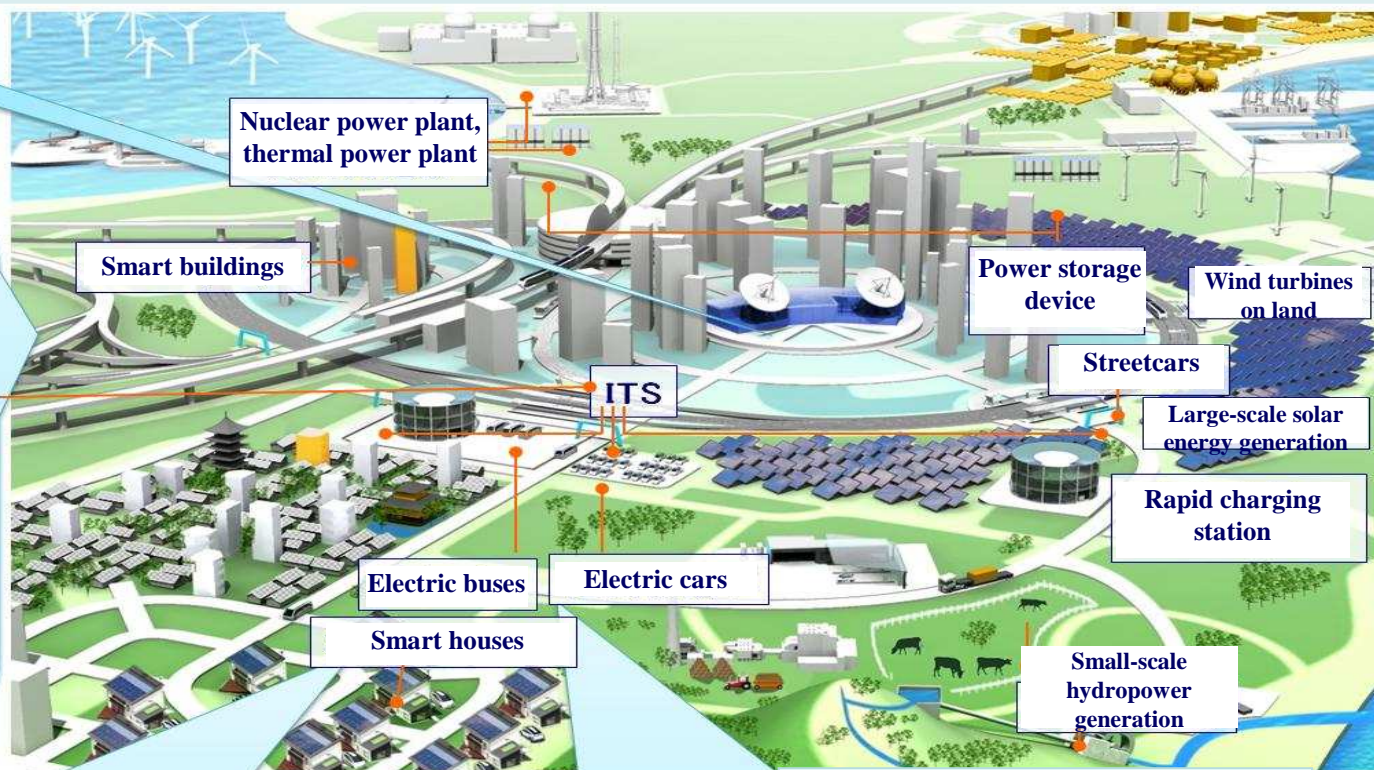 Nuclear power plant,
thermal power plant
Smart buildings
Power storage
device
Wind turbines
on land
Streetcars
ITS
Large-scale solar
energy generation
Rapid charging
station
Electric buses
Electric cars
Smart houses
Small-scale
hydropower
generation